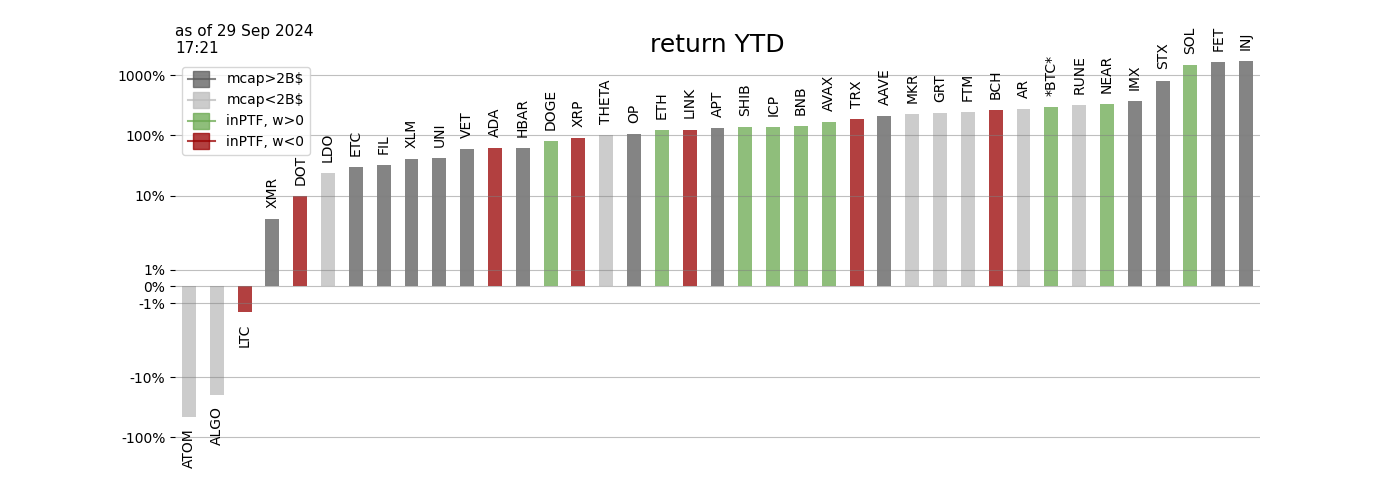 as of 29 Sep 2024
17:21
return YTD
mcap>2B$
mcap<2B$
inPTF, w>0
inPTF, w<0
1000%
100%
10%
1%
0%
-1%
-10%
-100%
ATOM
ALGO
LTC
XMR
DOT
LDO
ETC
FIL
XLM
UNI
VET
ADA
HBAR
DOGE
XRP
THETA
OP
ETH
LINK
APT
SHIB
ICP
BNB
AVAX
TRX
AAVE
MKR
GRT
FTM
BCH
AR
*BTC*
RUNE
NEAR
IMX
STX
SOL
FET
INJ